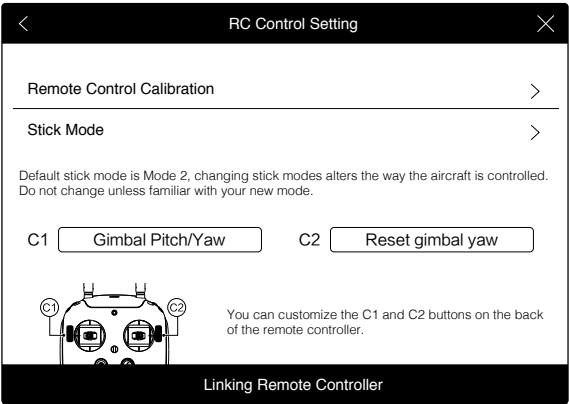 RC Control Setting
Remote Control Calibration
Stick Mode
Default stick mode is Mode 2, changing stick modes alters the way the aircraft is controlled.
Do not change unless familiar with your new mode.
C1 Gimbal Pitch/Yaw C2 Reset gimbal yaw
C1 C2
You can customize the C1 and C2 buttons on the back
of the remote controller.
Linking Remote Controller